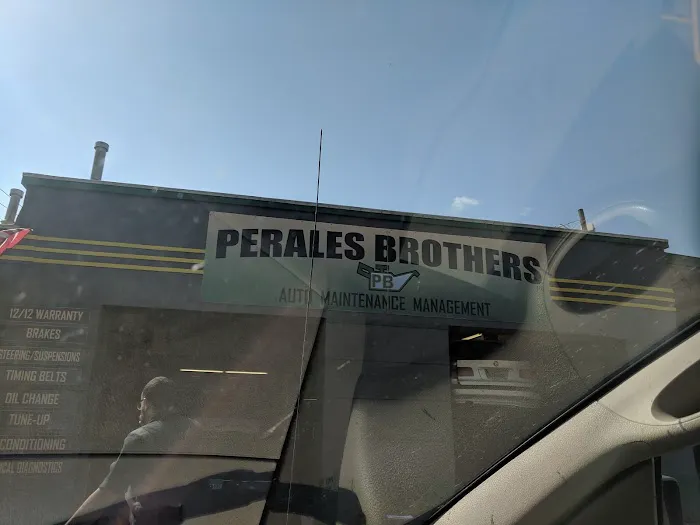 PERALES BROTHERS
PB
AUTO MAINTENANCE MANAGEMENT
12/12 WARRANTY
BRAKES
STEERING/SUSPENSIONS
TIMING BELTS
OIL CHANGE
TUNE-UP
CONDITIONING
CAL DIAGNOSTICS